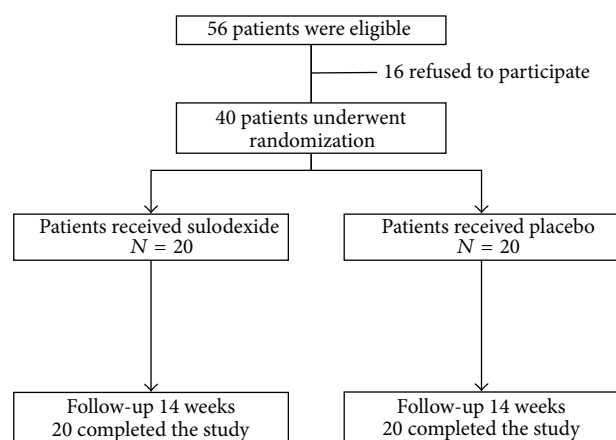 56 patients were eligible
16 refused to participate
40 patients underwent
randomization
Patients received sulodexide
N = 20
Patients received placebo
N = 20
Follow-up 14 weeks
20 completed the study
Follow-up 14 weeks
20 completed the study